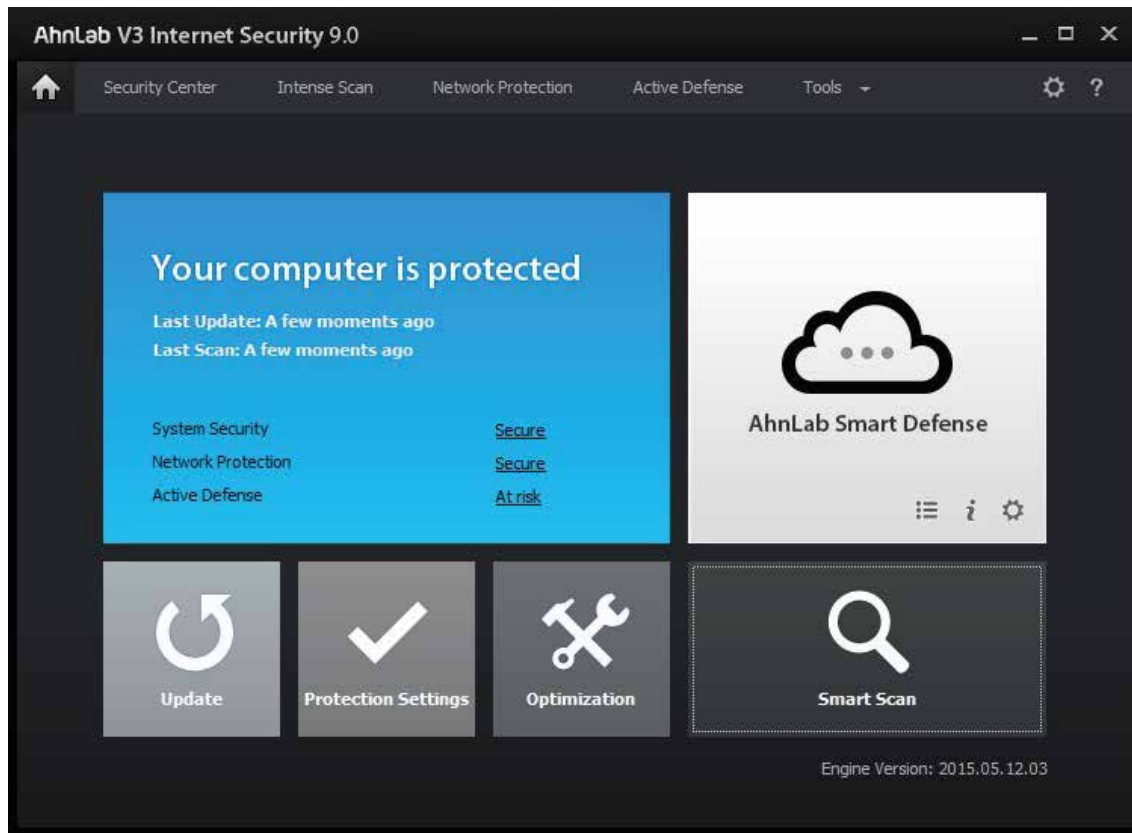 AhnLab V3 Internet Security 9.0
Security Center Intense Scan Network Protection Active Defense Tools
?
Your computer is protected
Last Update: A few moments ago
Last Scan: A few moments ago
System Security Secure
Network Protection Secure
Active Defense At risk
AhnLab Smart Defense
i
Update Protection Settings Optimization Smart Scan
Engine Version: 2015.05.12.03